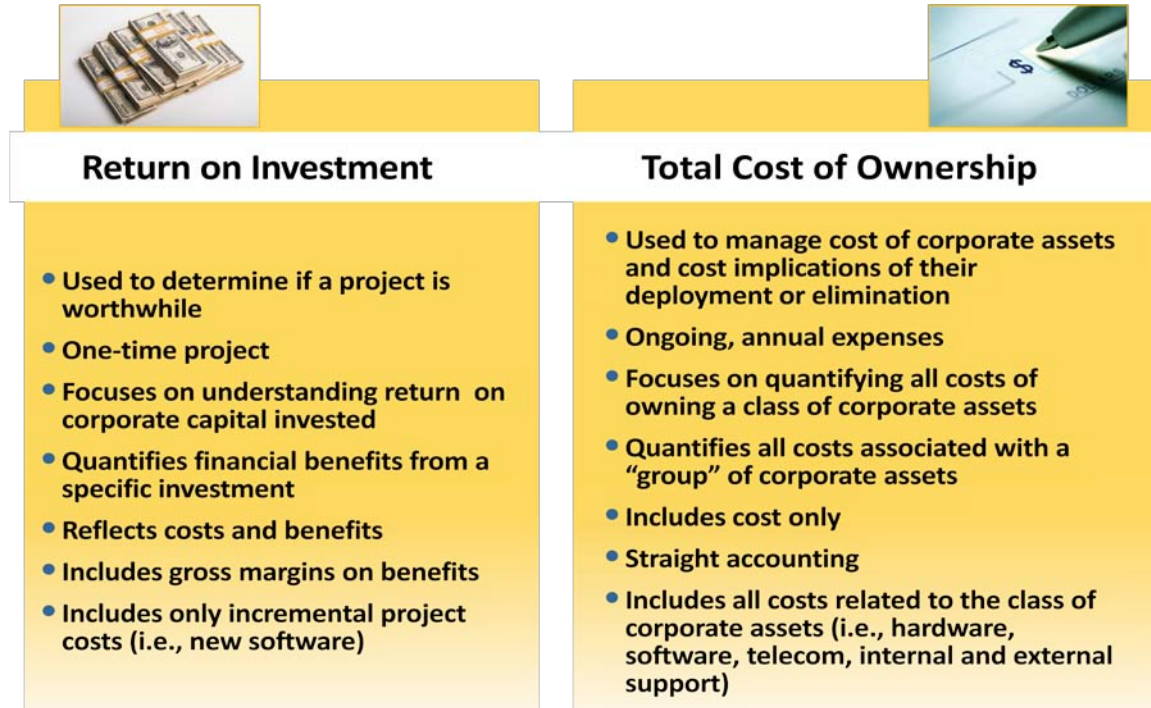 $
DOLLARS
Return on Investment
• Used to determine if a project is
worthwhile
• One-time project
• Focuses on understanding return on
corporate capital invested
• Quantifies financial benefits from a
specific investment
• Reflects costs and benefits
• Includes gross margins on benefits
• Includes only incremental project
costs (i.e., new software)
Total Cost of Ownership
• Used to manage cost of corporate assets
and cost implications of their
deployment or elimination
• Ongoing, annual expenses
• Focuses on quantifying all costs of
owning a class of corporate assets
• Quantifies all costs associated with a
“group” of corporate assets
• Includes cost only
• Straight accounting
• Includes all costs related to the class of
corporate assets (i.e., hardware,
software, telecom, internal and external
support)